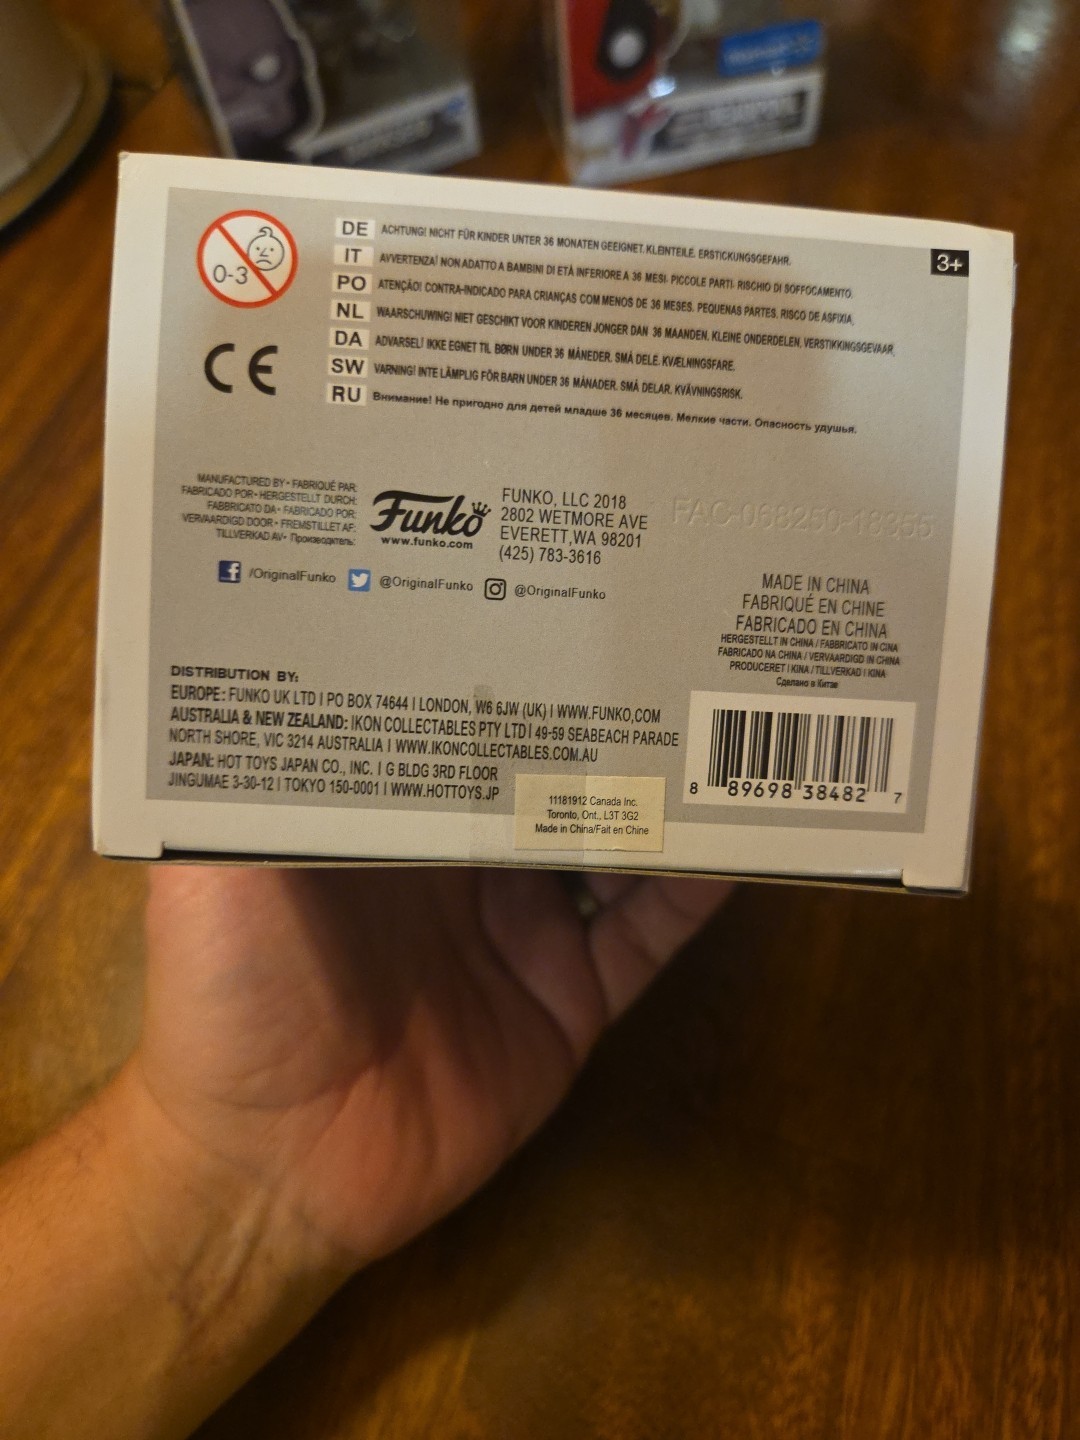 0-3
DE ACHTUNG! NICHT FÜR KINDER UNTER 36 MONATEN GEEIGNET. KLEINTEILE. ERSTICKUNGSGEFAHR.
IT AVVERTENZA! NON ADATTO A BAMBINI DI ETÀ INFERIORE A 36 MESI. PICCOLE PARTI. RISCHIO DI SOFFOCAMENTO.
PO ATENÇÃO! CONTRA-INDICADO PARA CRIANÇAS COM MENOS DE 36 MESES. PEQUENAS PARTES. RISCO DE ASFIXIA.
NL WAARSCHUWING! NIET GESCHIKT VOOR KINDEREN JONGER DAN 36 MAANDEN. KLEINE ONDERDELEN. VERSTIKKINGSGEVAAR.
DA ADVARSEL! IKKE EGNET TIL BØRN UNDER 36 MÅNEDER. SMÅ DELE. KVÆLNINGSFARE.
SW VARNING! INTE LÄMPLIG FÖR BARN UNDER 36 MÅNADER. SMÅ DELAR. KVÄVNINGSRISK.
RU Внимание! Не пригодно для детей младше 36 месяцев. Мелкие части. Опасность удушья.
3+
CE
MANUFACTURED BY • FABRIQUÉ PAR:
FABRICADO POR • HERGESTELLT DURCH:
FABBRICATO DA • FABRICADO POR:
VERVAARDIGD DOOR • FREMSTILLET AF:
TILLVERKAD AV • Производитель:
Funko
www.funko.com
FUNKO, LLC 2018
2802 WETMORE AVE
EVERETT, WA 98201
(425) 783-3616
FAC-068250-18255
/OriginalFunko @OriginalFunko @OriginalFunko
MADE IN CHINA
FABRIQUÉ EN CHINE
FABRICADO EN CHINA
HERGESTELLT IN CHINA / FABBRICATO IN CINA
FABRICADO NA CHINA / VERVAARDIGD IN CHINA
PRODUCERET I KINA / TILLVERKAD I KINA
Сделано в Китае
DISTRIBUTION BY:
EUROPE: FUNKO UK LTD I PO BOX 74644 I LONDON, W6 6JW (UK) I WWW.FUNKO.COM
AUSTRALIA & NEW ZEALAND: IKON COLLECTABLES PTY LTD I 49-59 SEABEACH PARADE
NORTH SHORE, VIC 3214 AUSTRALIA I WWW.IKONCOLLECTABLES.COM.AU
JAPAN: HOT TOYS JAPAN CO., INC. I G BLDG 3RD FLOOR
JINGUMAE 3-30-12 I TOKYO 150-0001 I WWW.HOTTOYS.JP
11181912 Canada Inc.
Toronto, Ont., L3T 3G2
Made in China/Fait en Chine
8 89698 38482 7